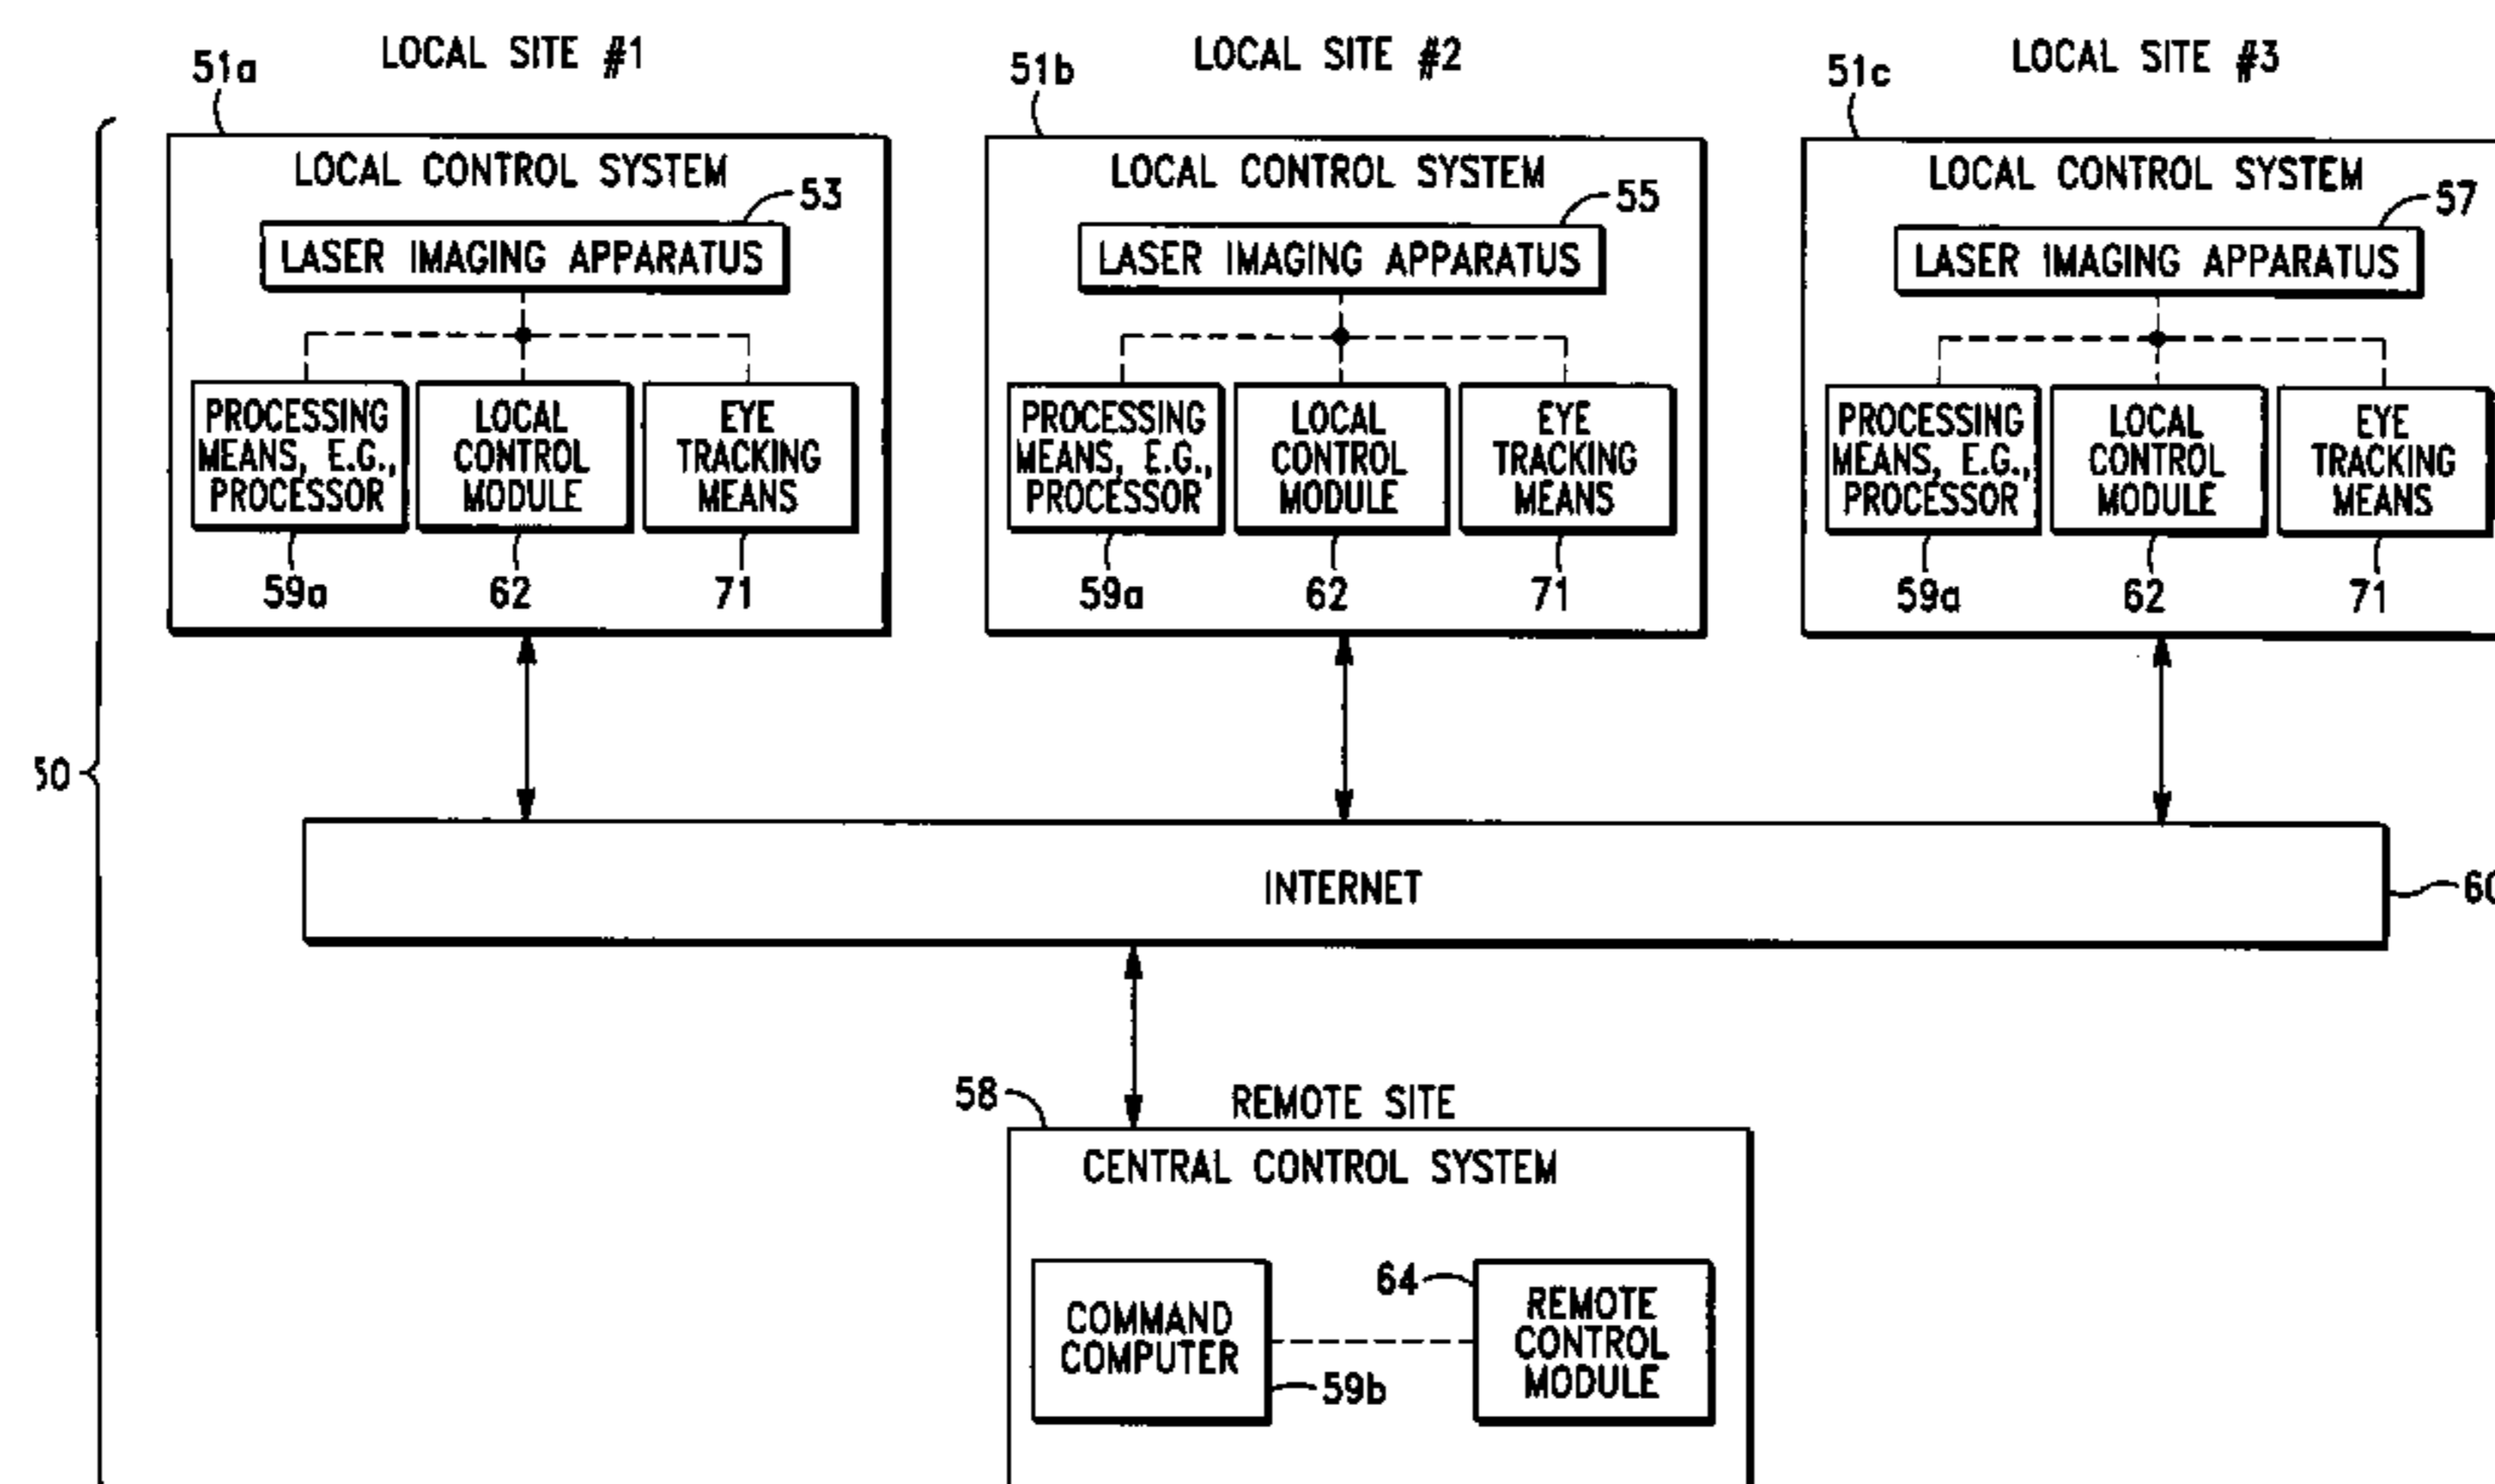 LOCAL SITE #1
51a
LOCAL CONTROL SYSTEM
53
LASER IMAGING APPARATUS
PROCESSING
MEANS, E.G.,
PROCESSOR
LOCAL
CONTROL
MODULE
EYE
TRACKING
MEANS
59a
62
71
LOCAL SITE #2
51b
LOCAL CONTROL SYSTEM
55
LASER IMAGING APPARATUS
PROCESSING
MEANS, E.G.,
PROCESSOR
LOCAL
CONTROL
MODULE
EYE
TRACKING
MEANS
59a
62
71
LOCAL SITE #3
51c
LOCAL CONTROL SYSTEM
57
LASER IMAGING APPARATUS
PROCESSING
MEANS, E.G.,
PROCESSOR
LOCAL
CONTROL
MODULE
EYE
TRACKING
MEANS
59a
62
71
50
INTERNET
60
58
REMOTE SITE
CENTRAL CONTROL SYSTEM
COMMAND
COMPUTER
59b
64
REMOTE
CONTROL
MODULE